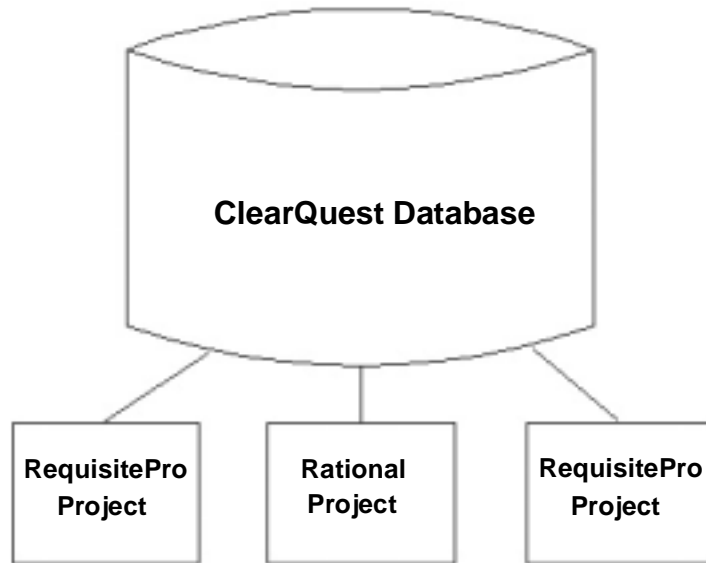 ClearQuest Database
RequisitePro
Project
Rational
Project
RequisitePro
Project